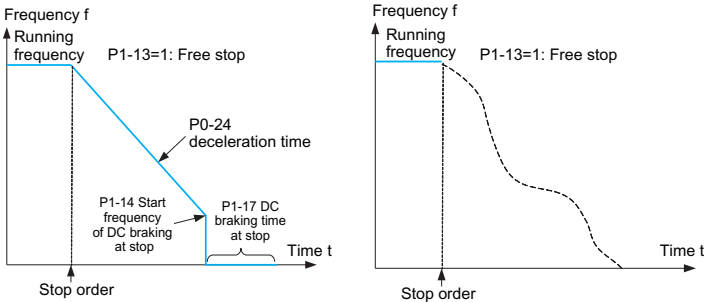 Frequency f
Running
frequency
P1-13=1: Free stop
P0-24
deceleration time
P1-14 Start
frequency
of DC braking
at stop
P1-17 DC
braking time
at stop
Time t
Stop order
Frequency f
Running
frequency
P1-13=1: Free stop
Time t
Stop order